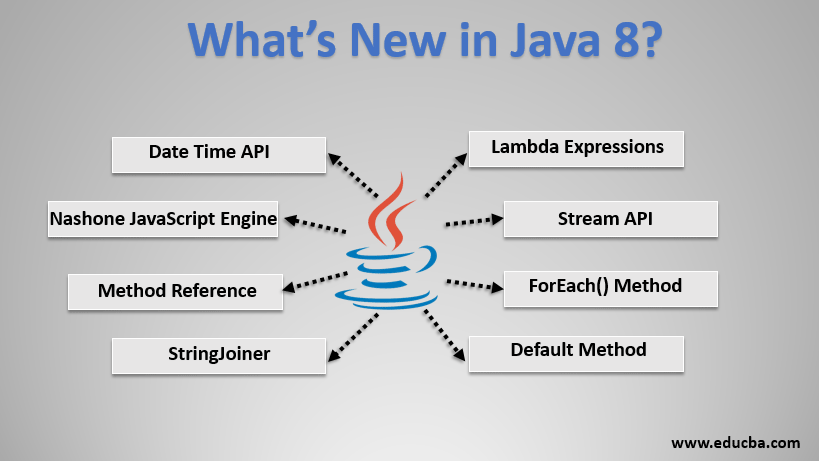 What's New in Java 8?
Date Time API
Lambda Expressions
Nashone JavaScript Engine
Stream API
Method Reference
ForEach() Method
StringJoiner
Default Method
www.educba.com